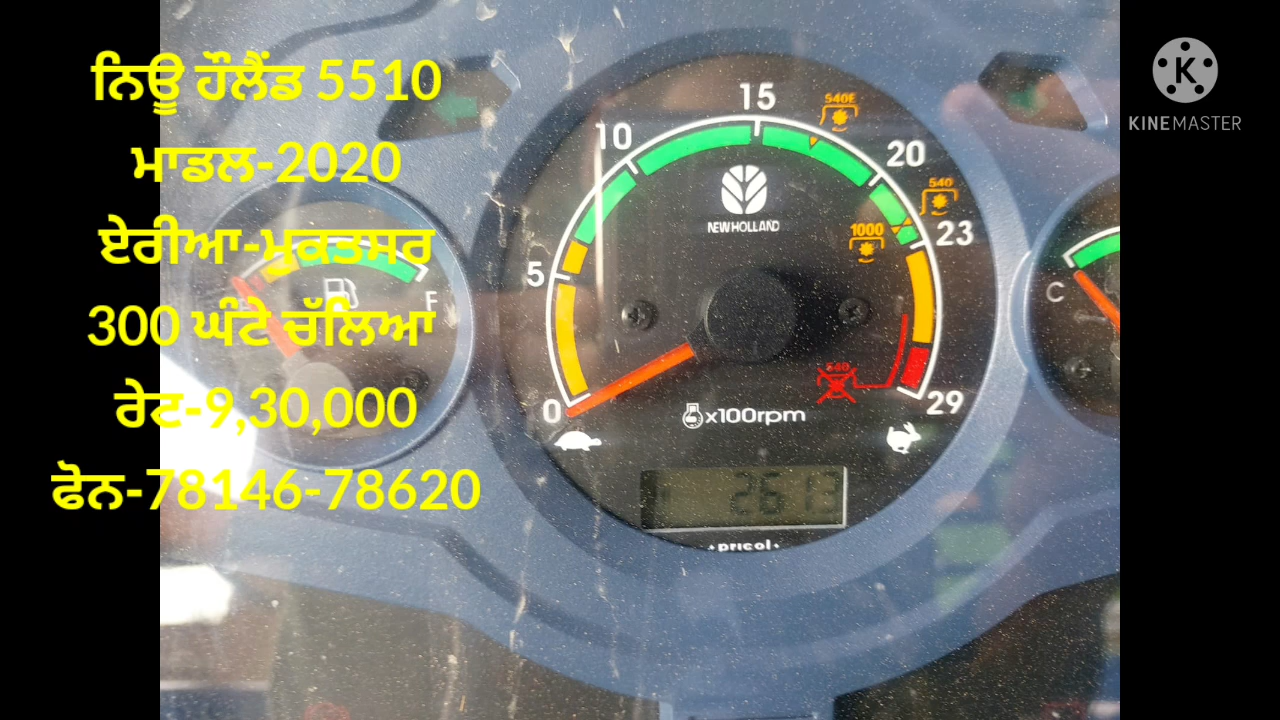 ਨਿਊ ਹੌਲੈਂਡ 5510
ਮਾਡਲ-2020
ਏਰੀਆ-ਮੁਕਤਸਰ
300 ਘੰਟੇ ਚੱਲਿਆ
ਰੇਟ-9,30,000
ਫੋਨ-78146-78620
K
KINEMASTER
0
5
10
15
20
23
29
540E
540
1000
NEW HOLLAND
540
x100rpm
2613
pricol
F
C